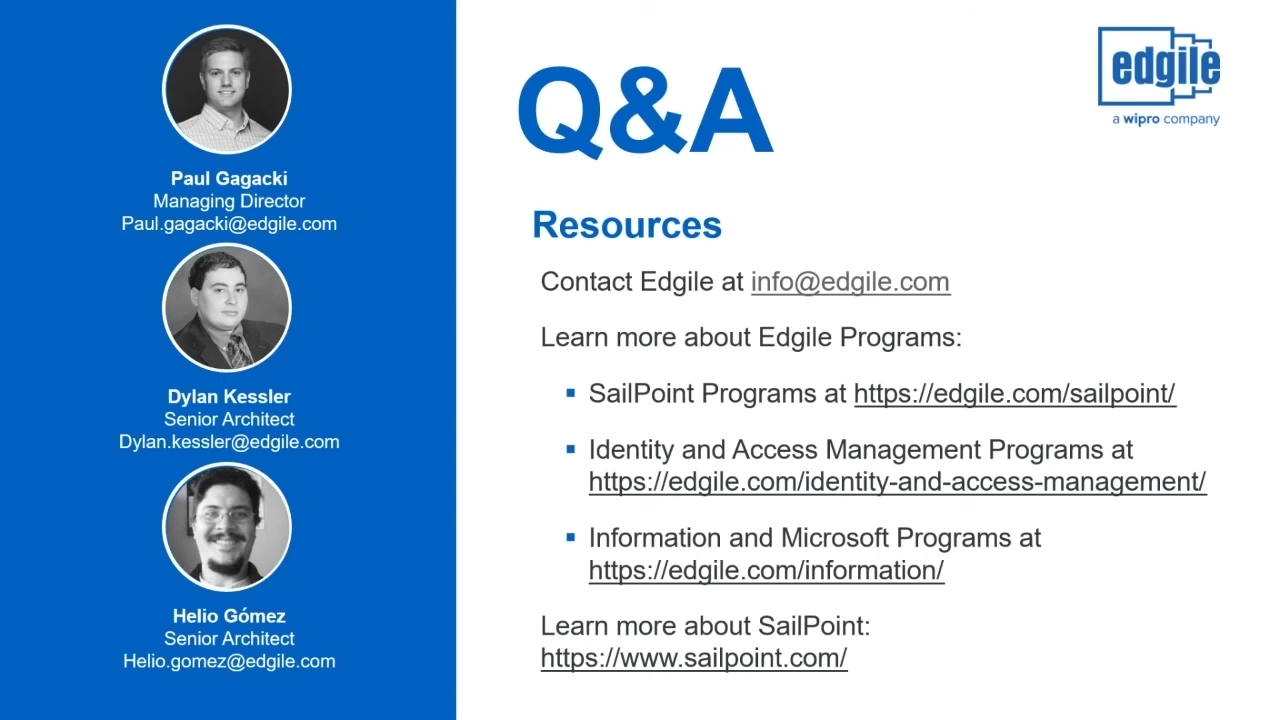 Paul Gagacki
Managing Director
Paul.gagacki@edgile.com
Dylan Kessler
Senior Architect
Dylan.kessler@edgile.com
Helio Gómez
Senior Architect
Helio.gomez@edgile.com
Q&A
edgile
a wipro company
Resources
Contact Edgile at info@edgile.com
Learn more about Edgile Programs:
▪ SailPoint Programs at https://edgile.com/sailpoint/
▪ Identity and Access Management Programs at
https://edgile.com/identity-and-access-management/
▪ Information and Microsoft Programs at
https://edgile.com/information/
Learn more about SailPoint:
https://www.sailpoint.com/